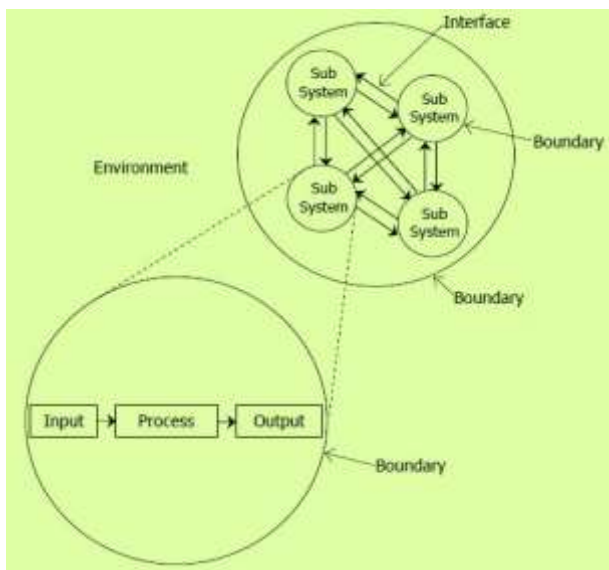 Interface
Sub
System
Sub
System
Boundary
Environment
Sub
System
Sub
System
Boundary
Input
Process
Output
Boundary